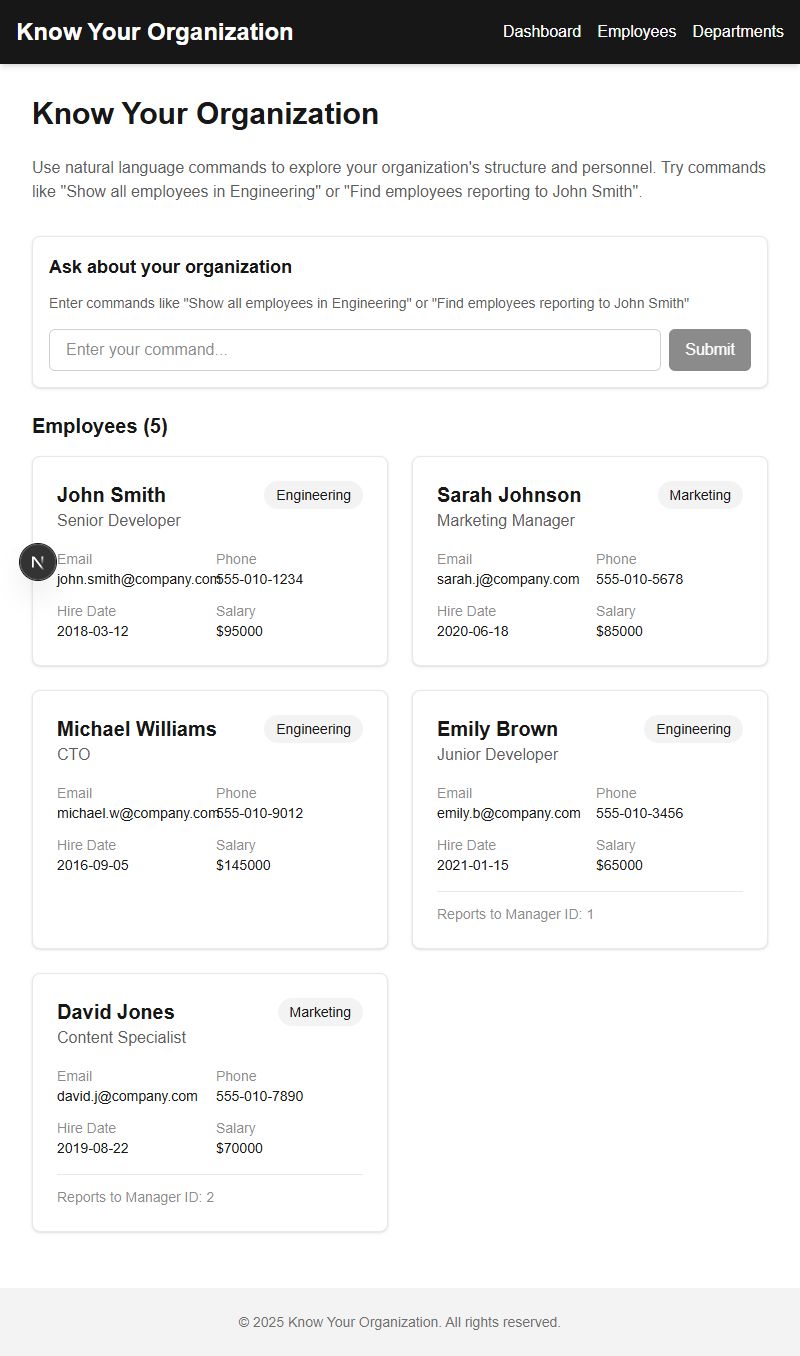 Know Your Organization
Dashboard Employees Departments
Know Your Organization
Use natural language commands to explore your organization's structure and personnel. Try commands
like "Show all employees in Engineering" or "Find employees reporting to John Smith".
Ask about your organization
Enter commands like "Show all employees in Engineering" or "Find employees reporting to John Smith"
Enter your command...
Submit
Employees (5)
John Smith
Engineering
Senior Developer
Email
Phone
john.smith@company.com
555-010-1234
Hire Date
Salary
2018-03-12
$95000
N
Sarah Johnson
Marketing
Marketing Manager
Email
Phone
sarah.j@company.com
555-010-5678
Hire Date
Salary
2020-06-18
$85000
Michael Williams
Engineering
CTO
Email
Phone
michael.w@company.com
555-010-9012
Hire Date
Salary
2016-09-05
$145000
Emily Brown
Engineering
Junior Developer
Email
Phone
emily.b@company.com
555-010-3456
Hire Date
Salary
2021-01-15
$65000
Reports to Manager ID: 1
David Jones
Marketing
Content Specialist
Email
Phone
david.j@company.com
555-010-7890
Hire Date
Salary
2019-08-22
$70000
Reports to Manager ID: 2
© 2025 Know Your Organization. All rights reserved.